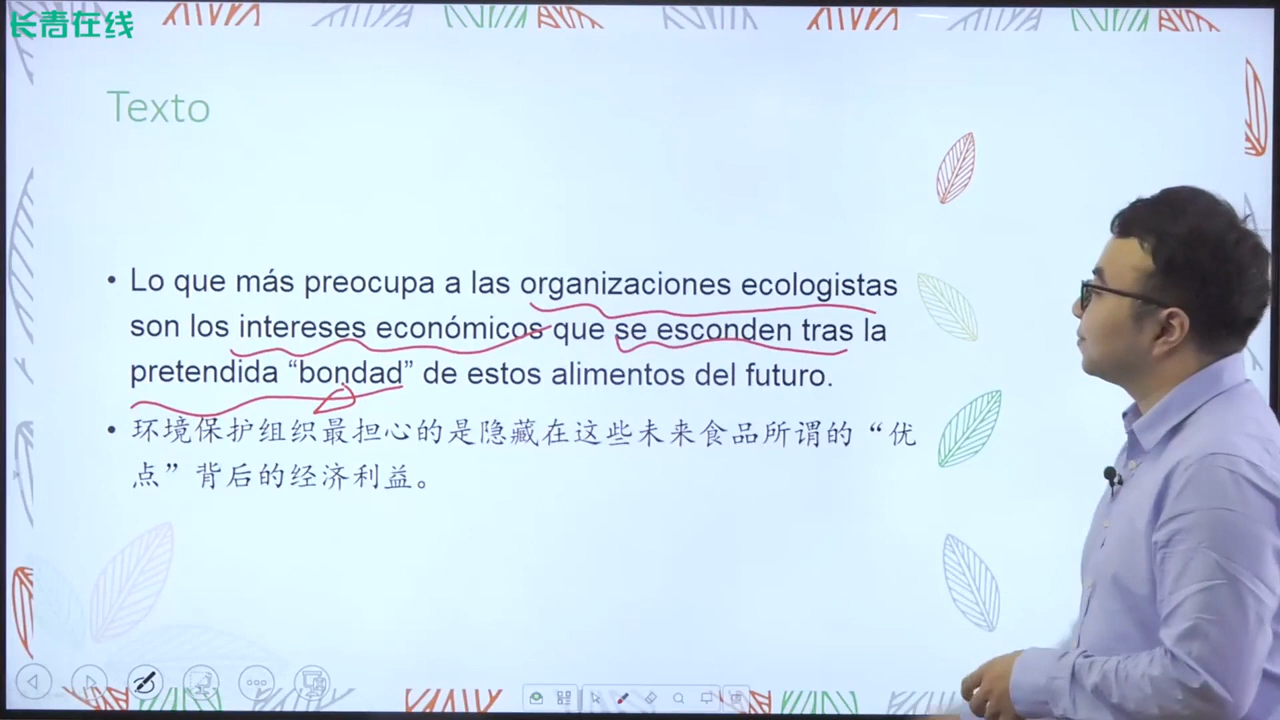 长青在线
Texto
• Lo que más preocupa a las organizaciones ecologistas
son los intereses económicos que se esconden tras la
pretendida “bondad” de estos alimentos del futuro.
• 环境保护组织最担心的是隐藏在这些未来食品所谓的“优
点”背后的经济利益。